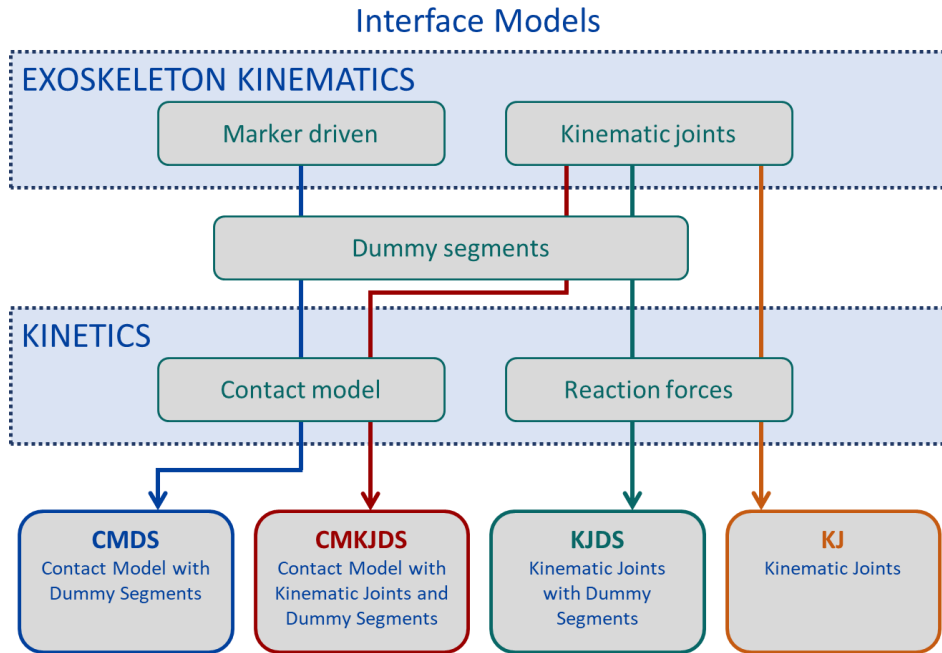 Interface Models
EXOSKELETON KINEMATICS
Marker driven
Kinematic joints
Dummy segments
KINETICS
Contact model
Reaction forces
CMDS
Contact Model with
Dummy Segments
CMKJDS
Contact Model with
Kinematic Joints and
Dummy Segments
KJDS
Kinematic Joints
with Dummy
Segments
KJ
Kinematic Joints